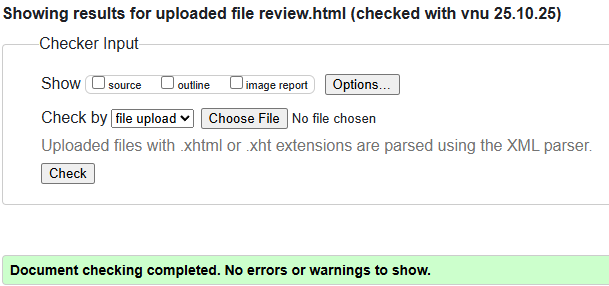 Showing results for uploaded file review.html (checked with vnu 25.10.25)
Checker Input
Show source outline image report Options...
Check by file upload Choose File No file chosen
Uploaded files with .xhtml or .xht extensions are parsed using the XML parser.
Check
Document checking completed. No errors or warnings to show.